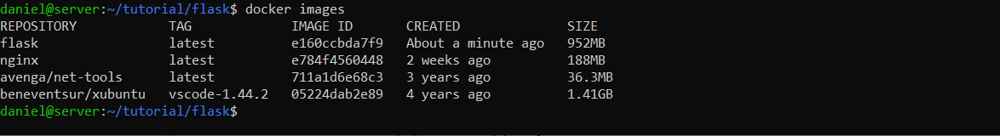 daniel@server:~/tutorial/flask$ docker images
REPOSITORY TAG IMAGE ID CREATED SIZE
flask latest e160ccbda7f9 About a minute ago 952MB
nginx latest e784f4560448 2 weeks ago 188MB
avenga/net-tools latest 711a1d6e68c3 3 years ago 36.3MB
beneventsur/xubuntu vscode-1.44.2 05224dab2e89 4 years ago 1.41GB
daniel@server:~/tutorial/flask$